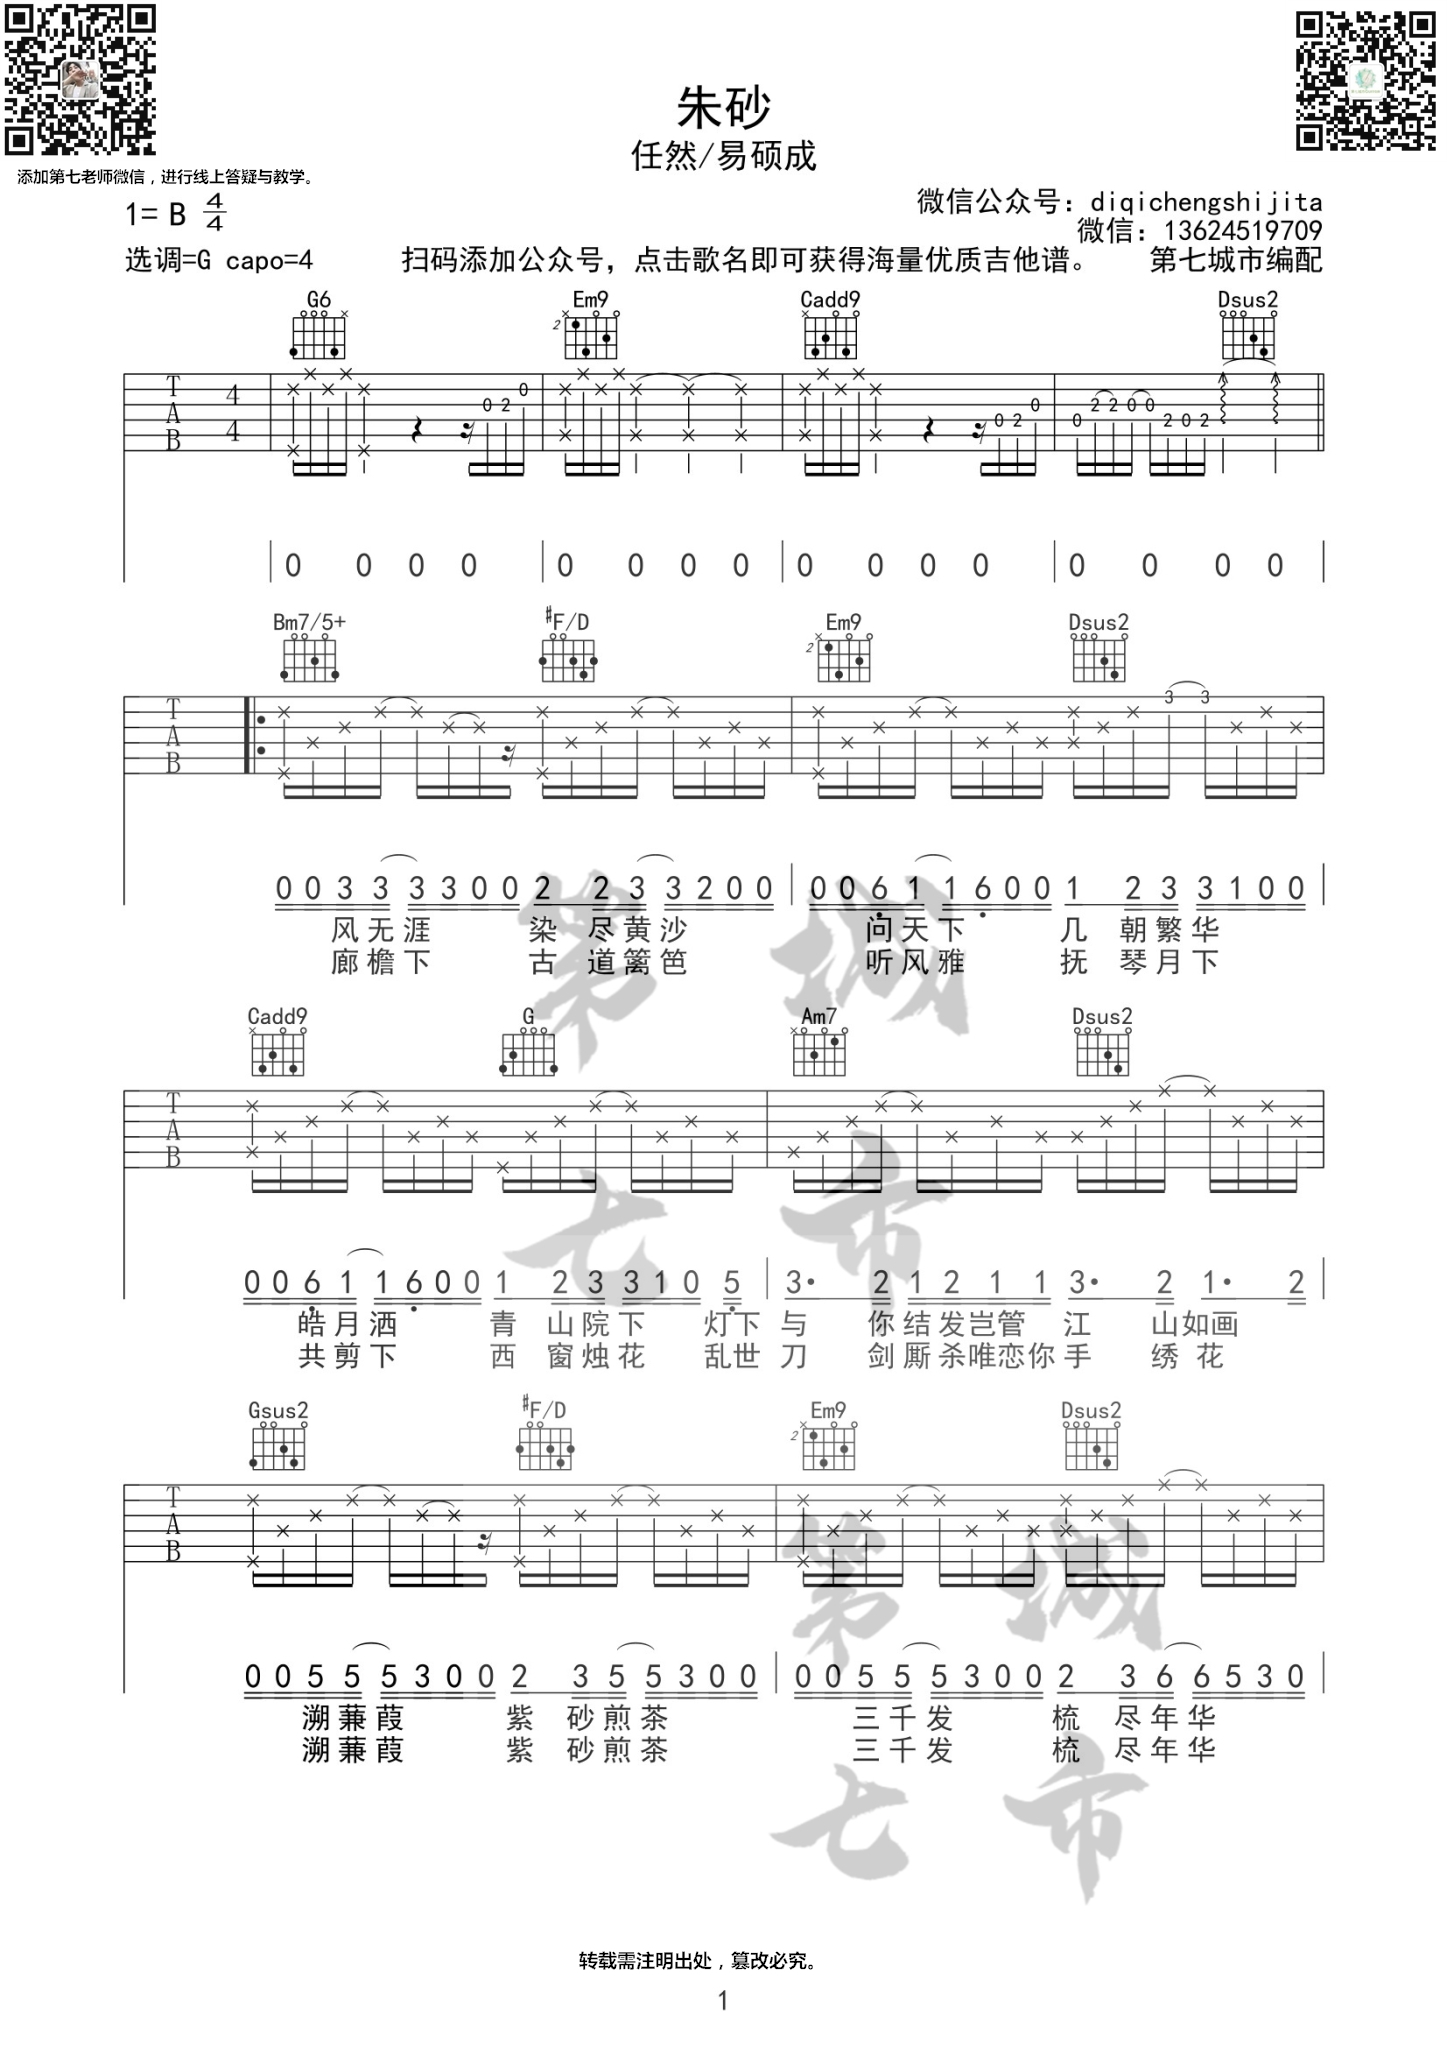 朱砂
任然/易硕成
添加第七老师微信，进行线上答疑与教学。
1= B 4/4
微信公众号：diqichengshijita
微信：13624519709
选调=G capo=4 扫码添加公众号，点击歌名即可获得海量优质吉他谱。 第七城市编配
G6 Em9 Cadd9 Dsus2
2
T A B 4 4 0 2 0 0 2 0 0 2 2 0 0 2 0 2
0 0 0 0 0 0 0 0 0 0 0 0 0 0 0 0
Bm7/5+ #F/D Em9 Dsus2
2
T A B 3 3
0 0 3 3 3 3 0 0 2 2 3 3 2 0 0 0 0 6 1 1 6 0 0 1 2 3 3 1 0 0
风无涯 染 尽黄沙 问天下 几 朝繁华
廊檐下 古 道篱笆 听风雅 抚 琴月下
Cadd9 G Am7 Dsus2
T A B
0 0 6 1 1 6 0 0 1 2 3 3 1 0 5 3· 2 1 2 1 1 3· 2 1· 2
皓月洒 青 山院下 灯下 与 你结发岂管 江 山如画
共剪下 西 窗烛花 乱世 刀 剑厮杀唯恋你手 绣 花
Gsus2 #F/D Em9 Dsus2
2
T A B
0 0 5 5 5 3 0 0 2 3 5 5 3 0 0 0 0 5 5 5 3 0 0 2 3 6 6 5 3 0
溯蒹葭 紫 砂煎茶 三千发 梳 尽年华
溯蒹葭 紫 砂煎茶 三千发 梳 尽年华
第 城
七 市
第 城
七 市
转载需注明出处，篡改必究。
1